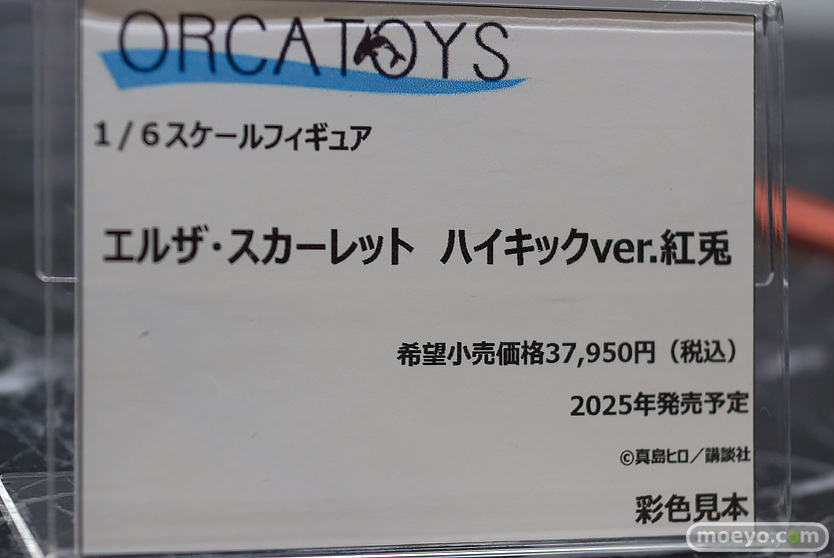 ORCATOYS
1/6スケールフィギュア
エルザ・スカーレット ハイキックver.紅兎
希望小売価格37,950円（税込）
2025年発売予定
©真島ヒロ／講談社
彩色見本
moeyo.com